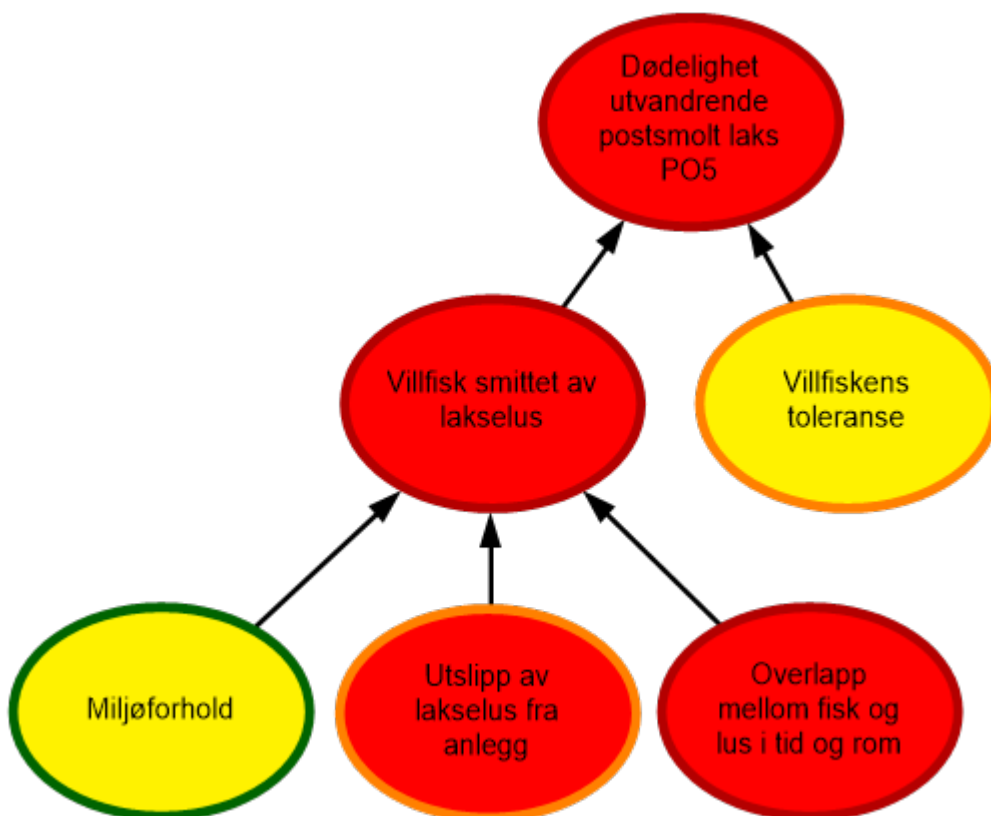 Dødelighet
utvandrende
postsmolt laks
PO5
Villfisk smittet av
lakselus
Villfiskens
toleranse
Miljøforhold
Utslipp av
lakselus fra
anlegg
Overlapp
mellom fisk og
lus i tid og rom